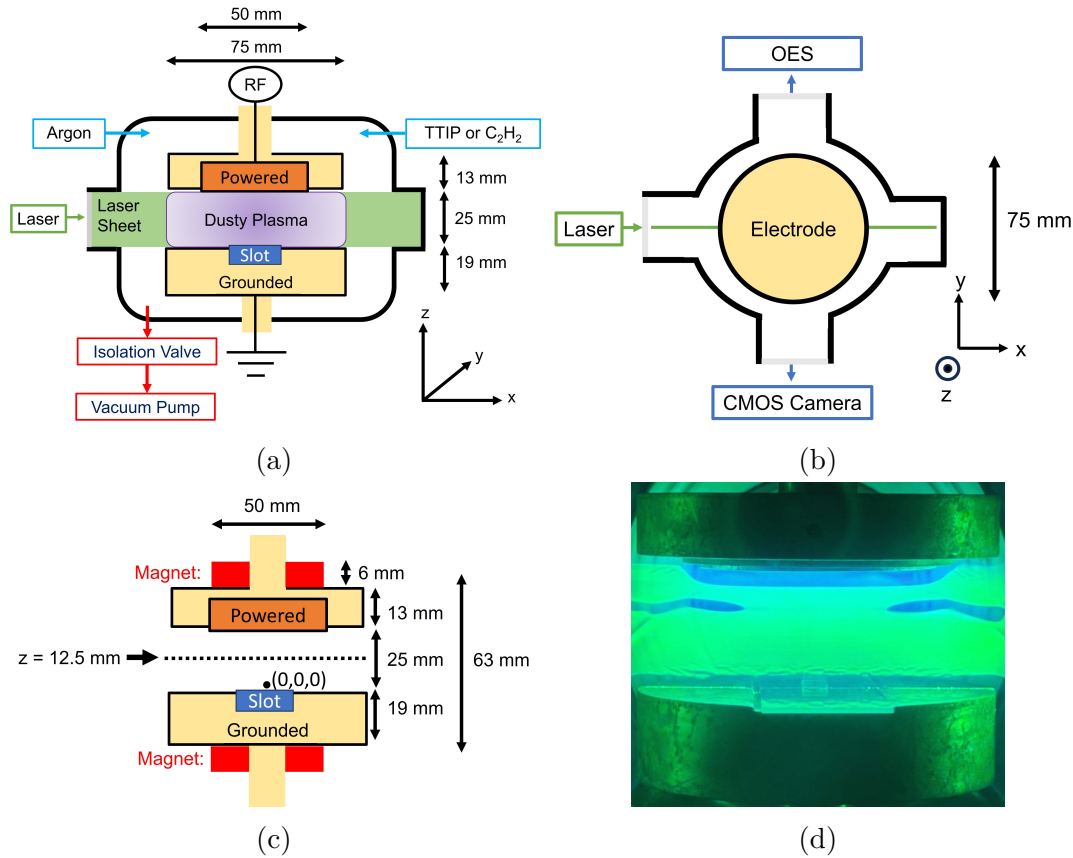 50 mm
75 mm
RF
Argon
TTIP or C₂H₂
Powered
13 mm
Laser
Laser
Sheet
Dusty Plasma
25 mm
Slot
19 mm
Grounded
Isolation Valve
Vacuum Pump
z
y
x
(a)
OES
Laser
Electrode
75 mm
y
x
z
CMOS Camera
(b)
50 mm
Magnet:
6 mm
Powered
13 mm
z = 12.5 mm
25 mm
63 mm
(0,0,0)
Slot
19 mm
Grounded
Magnet:
(c)
(d)